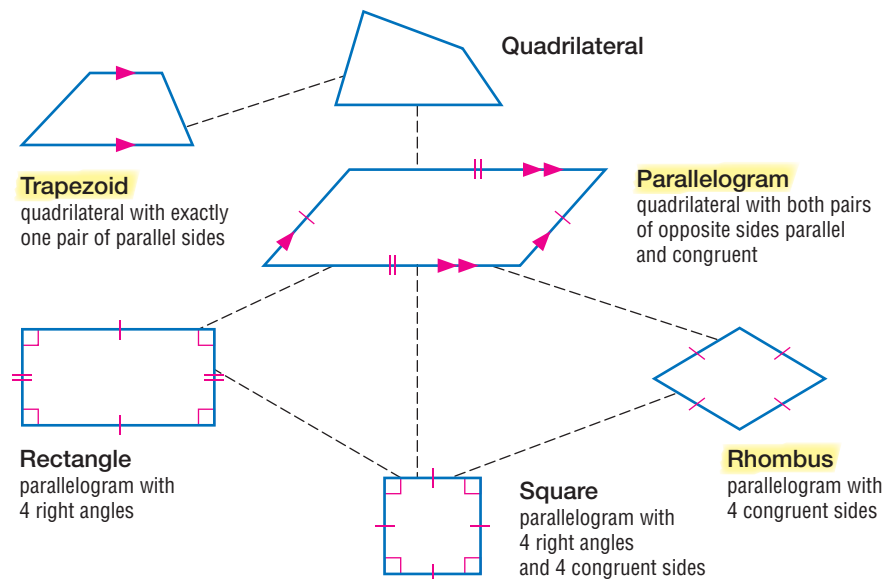 Quadrilateral
Trapezoid
quadrilateral with exactly
one pair of parallel sides
Parallelogram
quadrilateral with both pairs
of opposite sides parallel
and congruent
Rectangle
parallelogram with
4 right angles
Square
parallelogram with
4 right angles
and 4 congruent sides
Rhombus
parallelogram with
4 congruent sides